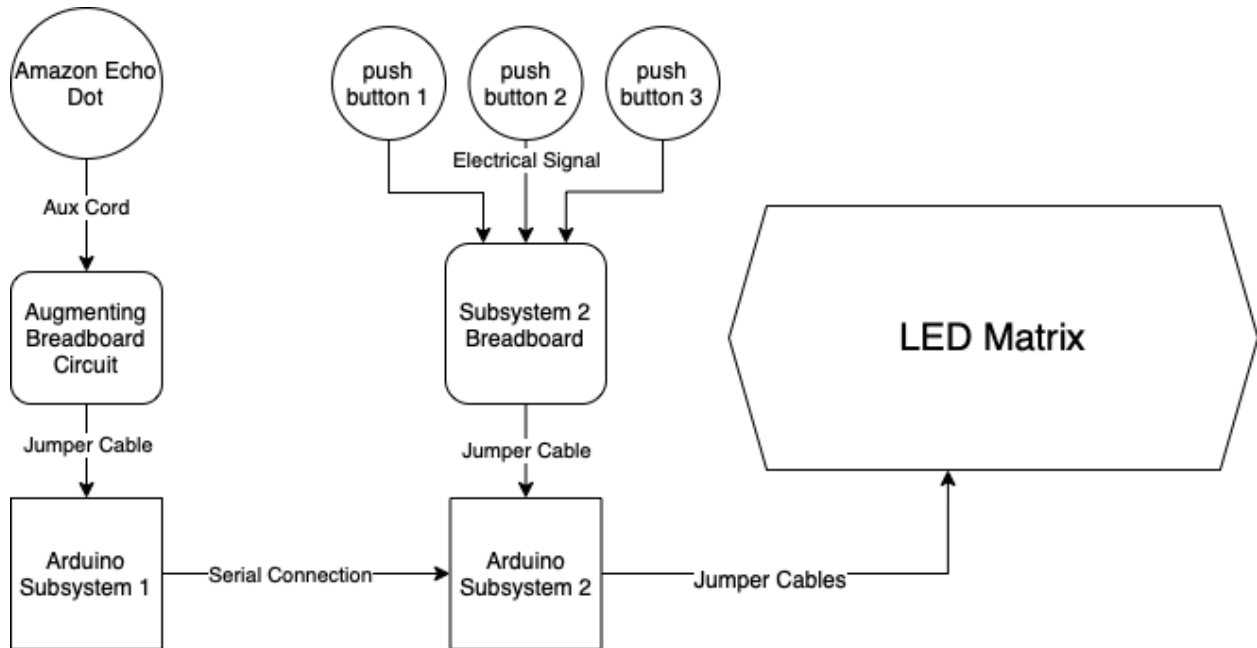 Amazon Echo
Dot
push
button 1
push
button 2
push
button 3
Electrical Signal
Aux Cord
Augmenting
Breadboard
Circuit
Subsystem 2
Breadboard
LED Matrix
Jumper Cable
Jumper Cable
Arduino
Subsystem 1
Serial Connection
Arduino
Subsystem 2
Jumper Cables